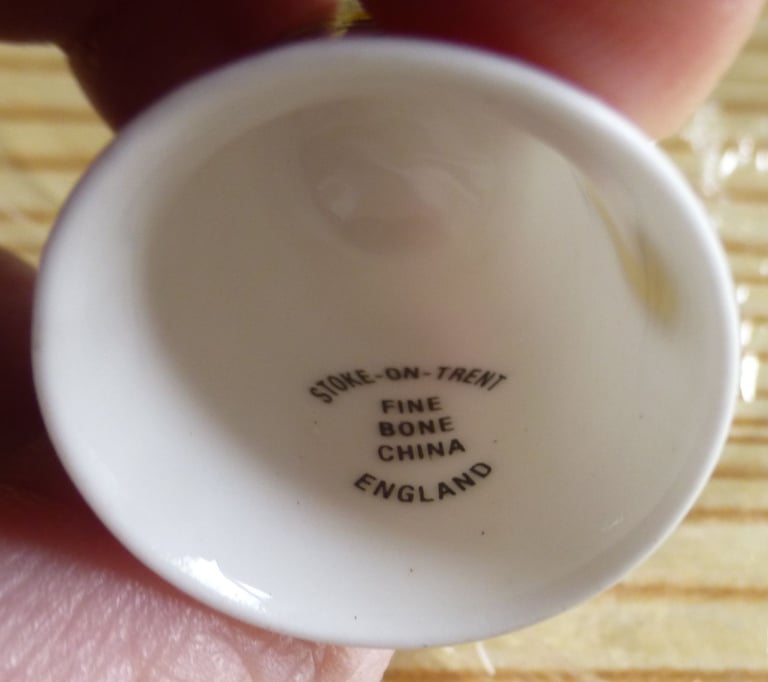 STOKE-ON-TRENT
FINE
BONE
CHINA
ENGLAND